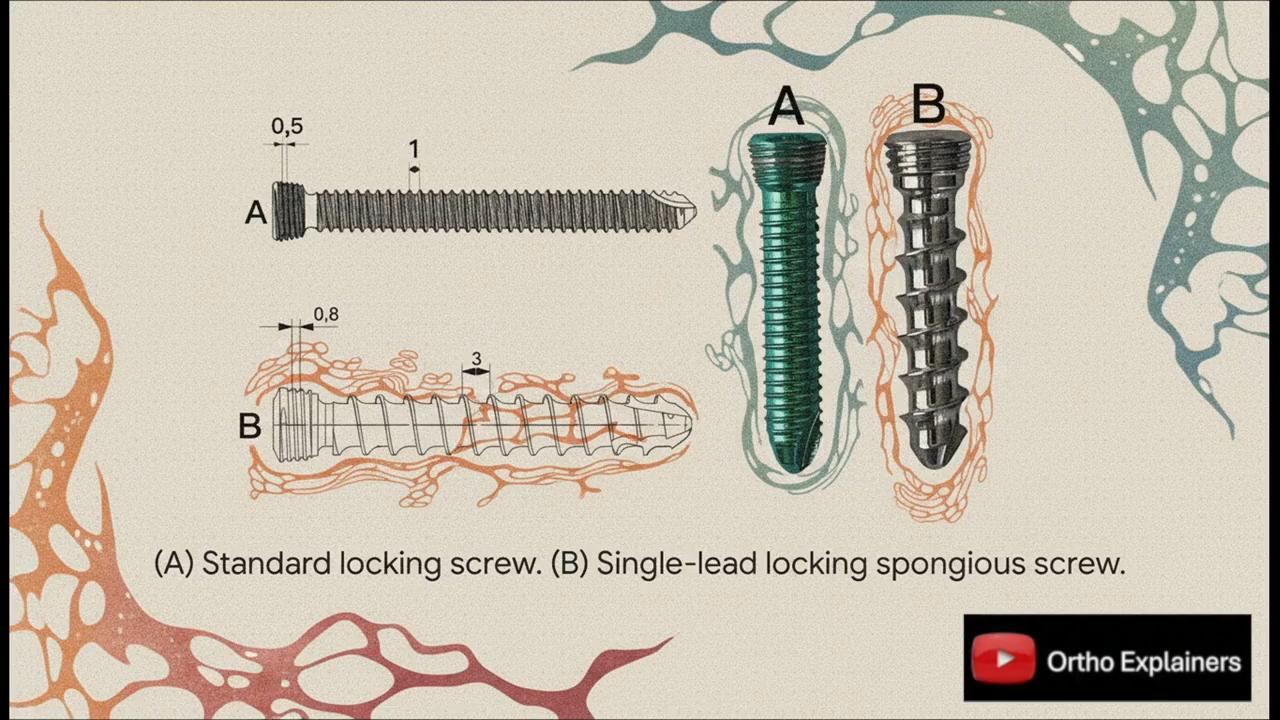 0,5
1
A
0,8
3
B
A
B
(A) Standard locking screw. (B) Single-lead locking spongious screw.
Ortho Explainers